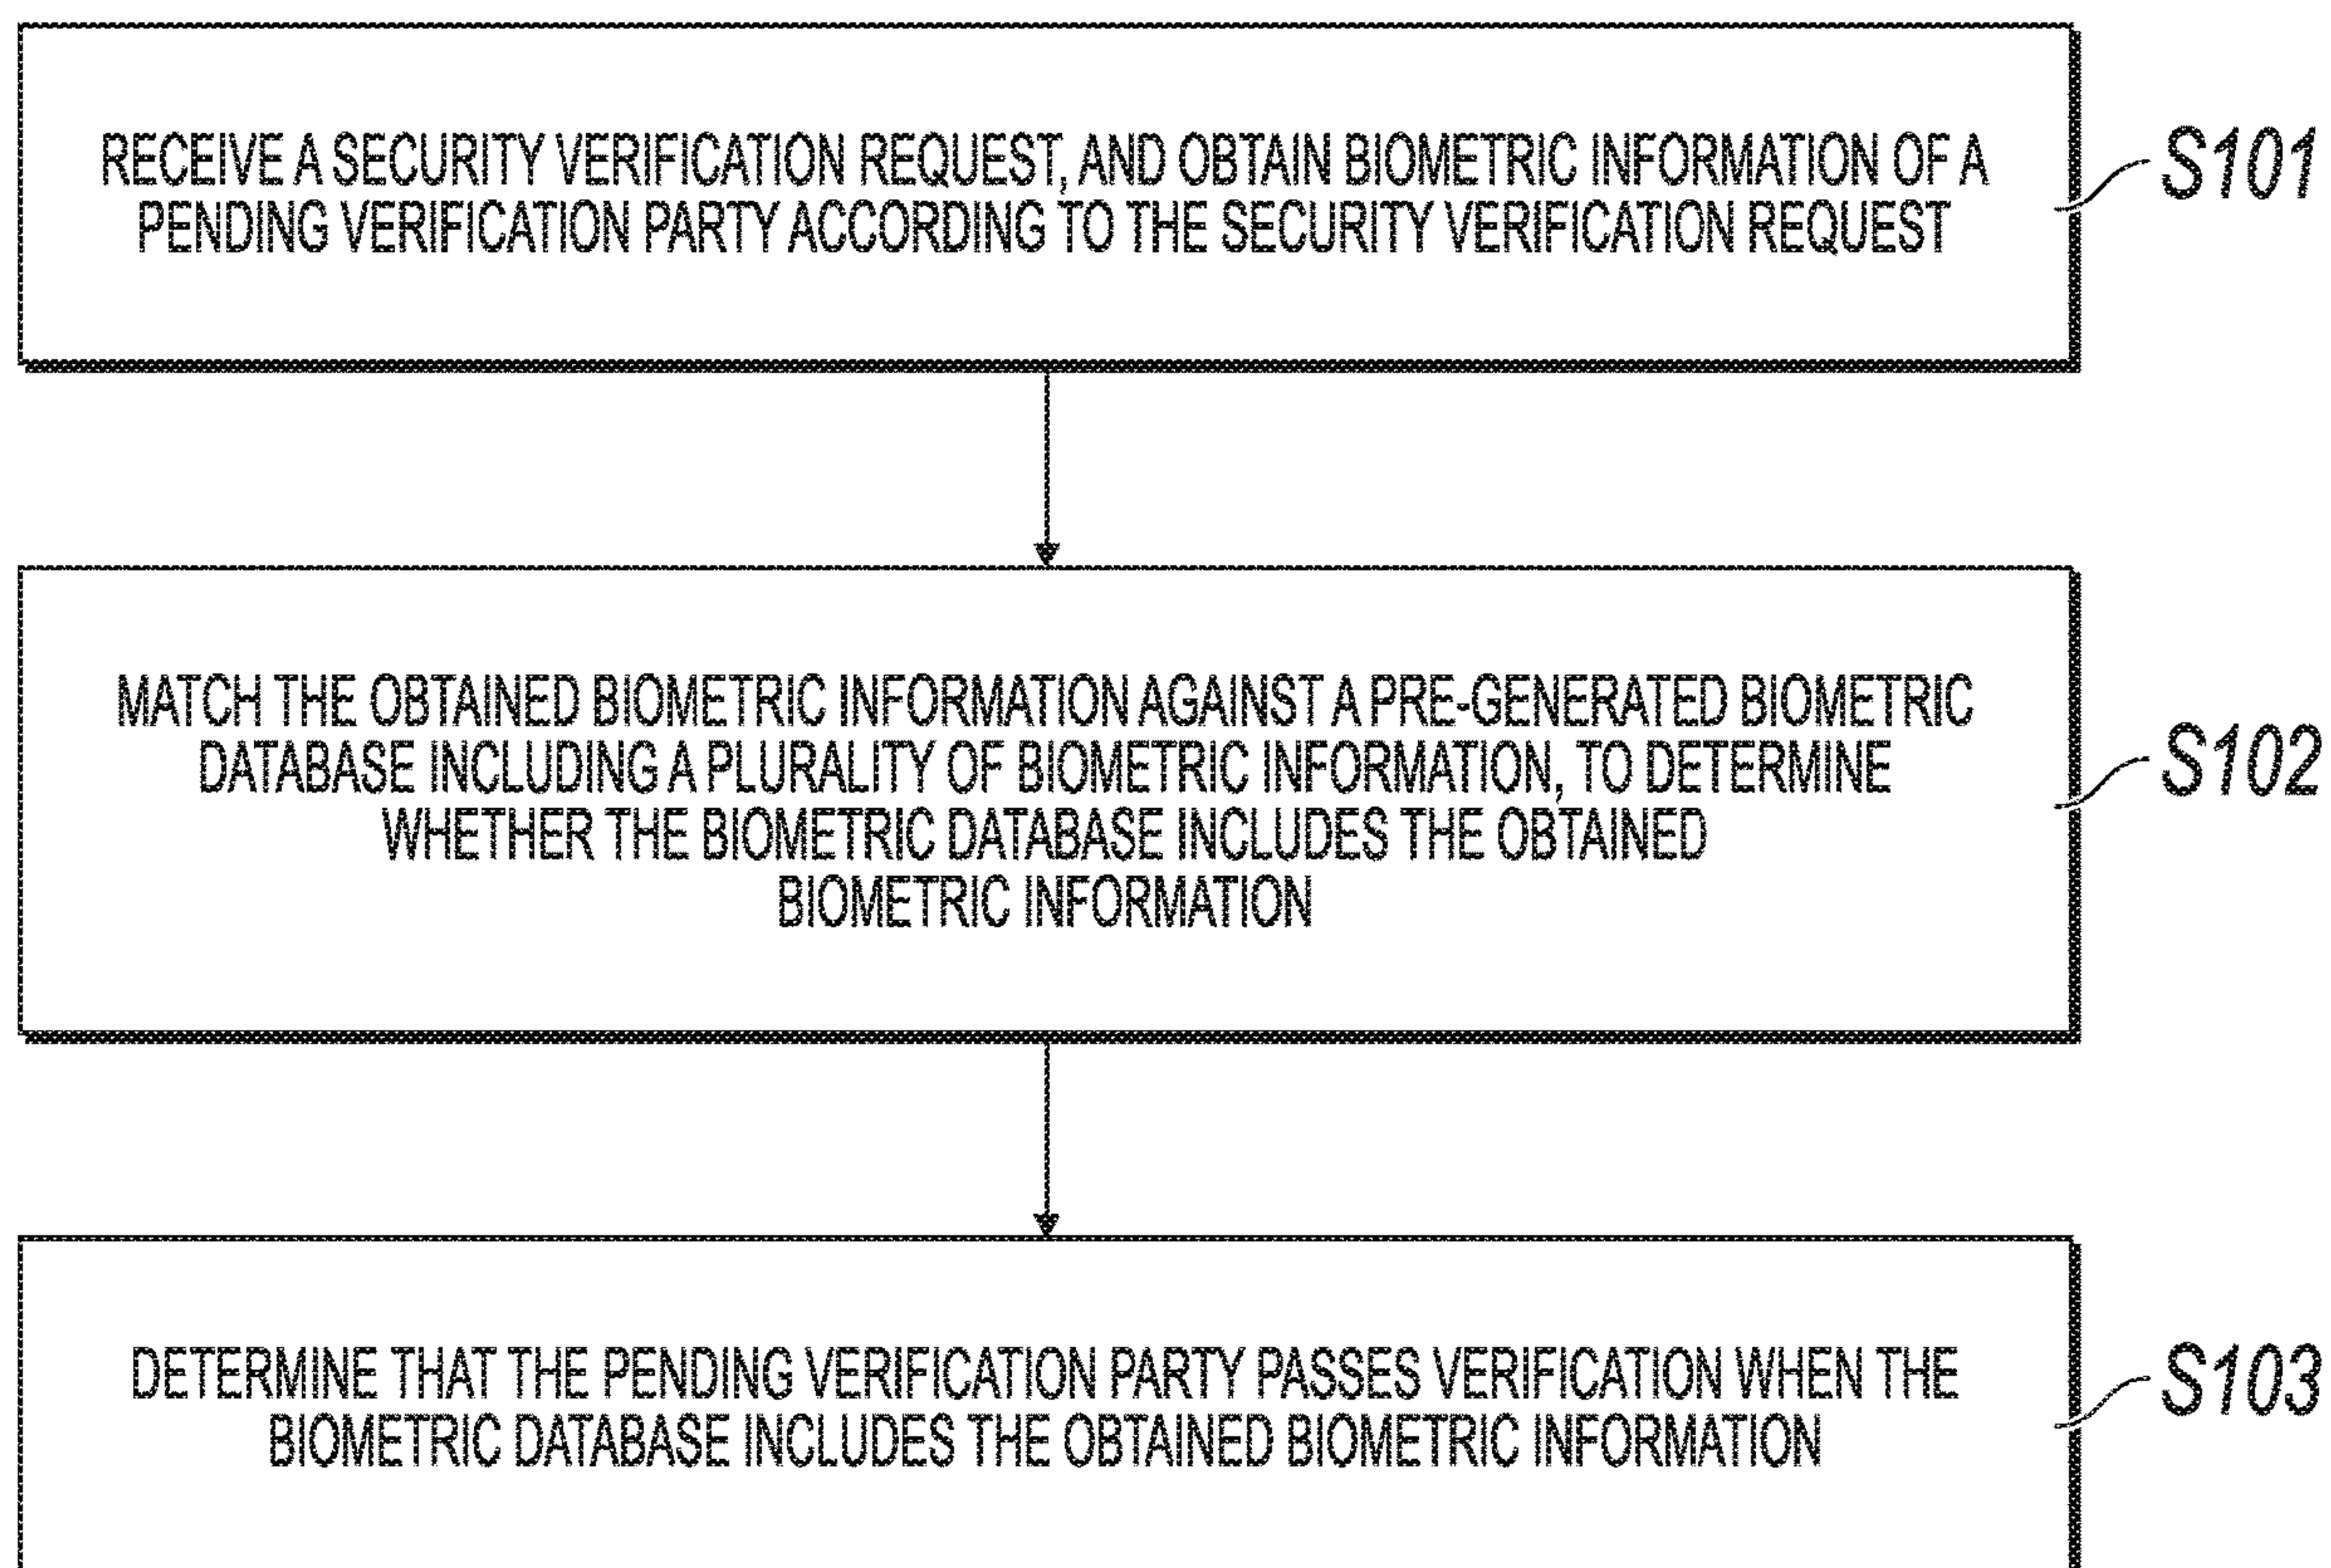 RECEIVE A SECURITY VERIFICATION REQUEST, AND OBTAIN BIOMETRIC INFORMATION OF A
PENDING VERIFICATION PARTY ACCORDING TO THE SECURITY VERIFICATION REQUEST
S101
MATCH THE OBTAINED BIOMETRIC INFORMATION AGAINST A PRE-GENERATED BIOMETRIC
DATABASE INCLUDING A PLURALITY OF BIOMETRIC INFORMATION, TO DETERMINE
WHETHER THE BIOMETRIC DATABASE INCLUDES THE OBTAINED
BIOMETRIC INFORMATION
S102
DETERMINE THAT THE PENDING VERIFICATION PARTY PASSES VERIFICATION WHEN THE
BIOMETRIC DATABASE INCLUDES THE OBTAINED BIOMETRIC INFORMATION
S103